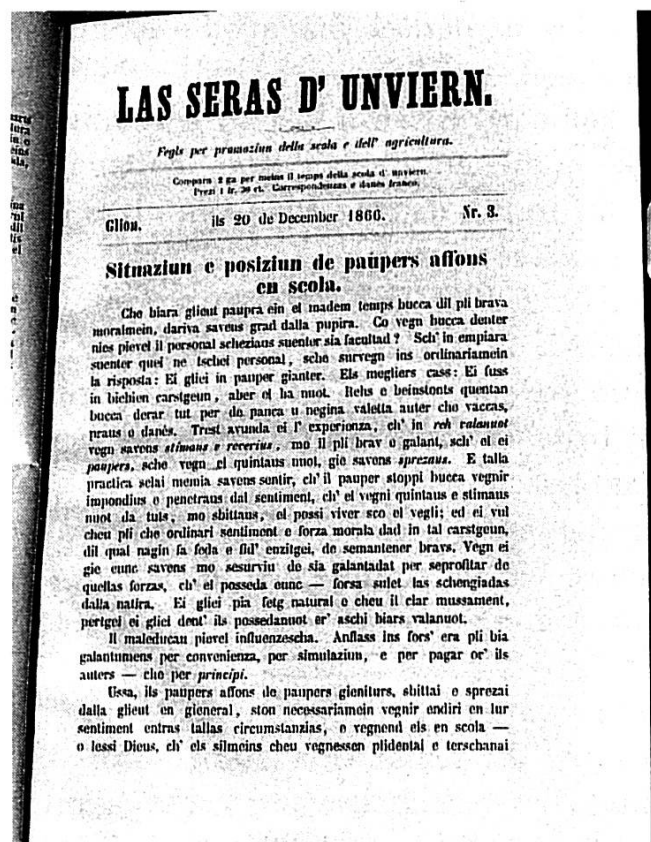 LAS SERAS D' UNVIERN.
Fegls per promoziun della scola e dell' agricultura.
Compara 2 ga per meins il temps della scola d' unviern.
Prezi 1 fr. 20 ct. Correspondenzas e danés franco.
Glion. ils 20 de December 1866. Nr. 3.
Situaziun e posiziun de paupers affons
en scola.
Che biara glieut paupra ein el madem temps bucca dil pli brava
moralmein, dariva savens grad dalla pupira. Co vegn bucca denter
nies pievel il personal scheziaus suenter sia facultad? Sch' in empiara
suenter quei ne tschei personal, sche survegn ins ordinariamein
la risposta: Ei gliei in pauper gianter. Els megliers cass: Ei fuss
in bichien carstgeun, aber el ha nuot. Rehs e beinstonts quentan
bucca derar tut per de panca u negina valetta auter che vaccas,
praus e danés. Trest avunda ei l' experienza, ch' in reh calanuot
vegn savens stimaus e reverius, mo il pli brav e galant, sch' el ei
paupers, sche vegn el quintaus nuot, gie savens sprezaus. E talla
practica selai memia savens sentir, ch' il pauper stoppi bucca vegnir
impondius e penetraus dal sentiment, ch' el vegni quintaus e stimaus
nuot da tuts, mo sbittaus, el possi viver sco el vegli; ed ei vul
cheu pli che ordinari sentiment e forza morala dad in tal carstgeun,
dil qual nagin fa feda e fid' enzitgei, de semantener bravs. Vegn ei
gie eunc savens mo sesurviu de sia galantadat per seprofitar de
quellas forzas, ch' el posseda eunc — forsa sulet las schengiadas
dalla natira. Ei gliei pia fetg natural e cheu il clar mussament,
pertgei ei gliei dent' ils possedanuot er' aschi biars valanuot.
Il maleducau pievel influenzescha. Anflass ins fors' era pli bia
galantumens per convenienza, per simulaziun, e per pagar or' ils
auters — che per principi.
Ussa, ils paupers affons de paupers geniturs, sbittai e sprezai
dalla glieut en general, ston necessariamein vegnir endiri en lur
sentiment entras tallas circumstanzias, e vegnend els en scola —
o lessi Dieus, ch' els silmeins cheu vegnessen plidental e terschanai